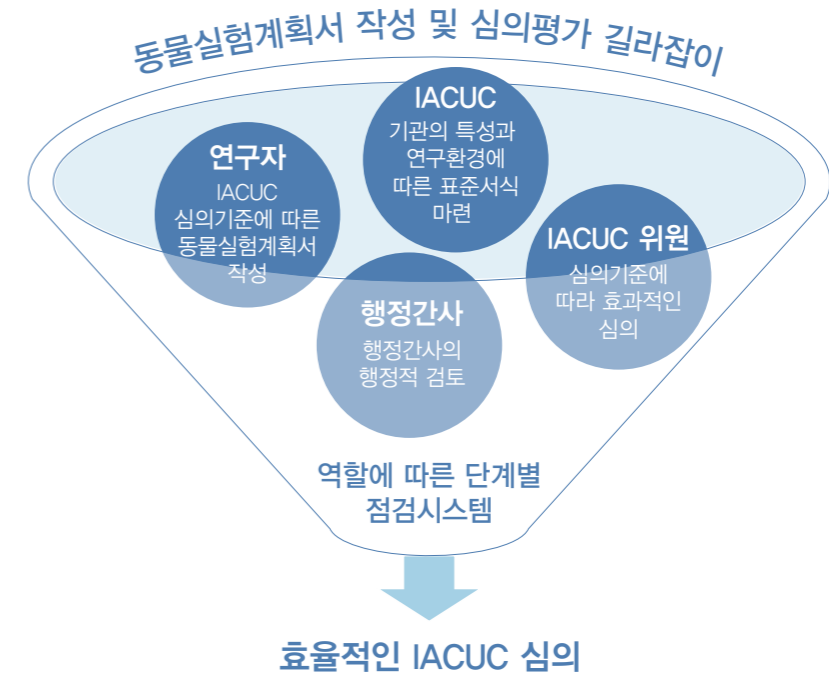 동물실험계획서 작성 및 심의평가 길라잡이
IACUC
기관의 특성과
연구환경에
따른 표준서식
마련
연구자
IACUC
심의기준에 따른
동물실험계획서
작성
IACUC 위원
심의기준에
따라 효과적인
심의
행정간사
행정간사의
행정적 검토
역할에 따른 단계별
점검시스템
효율적인 IACUC 심의